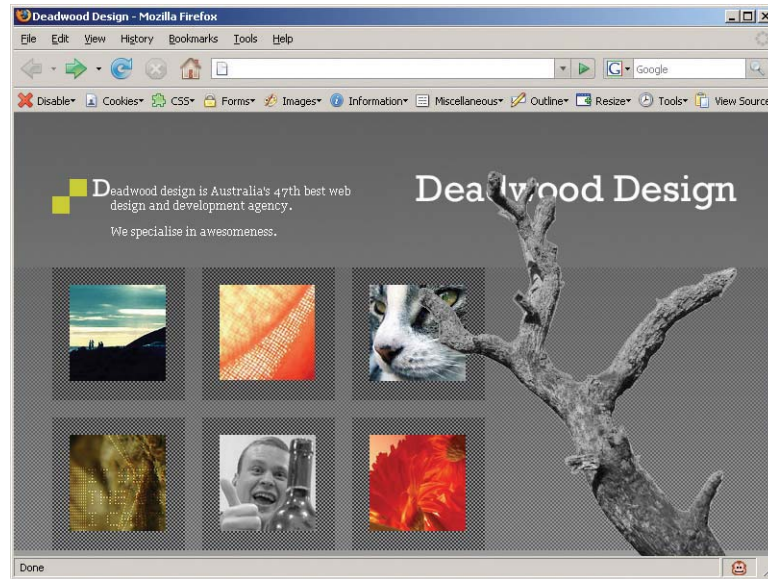 Deadwood Design - Mozilla Firefox
File Edit View History Bookmarks Tools Help
G Google
Disable Cookies CSS Forms Images Information Miscellaneous Outline Resize Tools View Source
Deadwood design is Australia's 47th best web
design and development agency.
We specialise in awesomeness.
Deadwood Design
Done